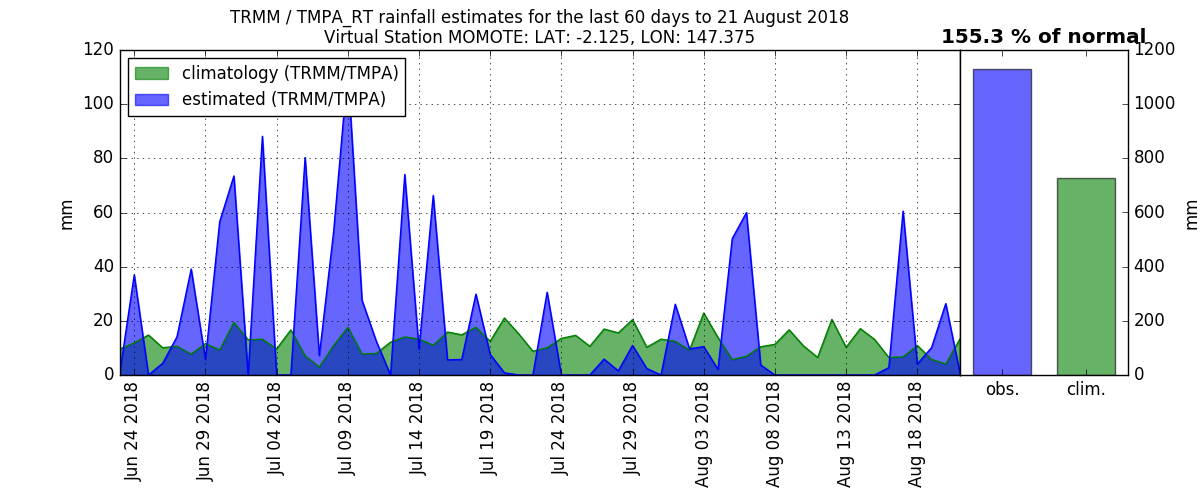 TRMM / TMPA_RT rainfall estimates for the last 60 days to 21 August 2018
Virtual Station MOMOTE: LAT: -2.125, LON: 147.375
155.3 % of normal
climatology (TRMM/TMPA)
estimated (TRMM/TMPA)
120
100
80
60
40
20
0
mm
1200
1000
800
600
400
200
0
mm
Jun 24 2018
Jun 29 2018
Jul 04 2018
Jul 09 2018
Jul 14 2018
Jul 19 2018
Jul 24 2018
Jul 29 2018
Aug 03 2018
Aug 08 2018
Aug 13 2018
Aug 18 2018
obs.
clim.